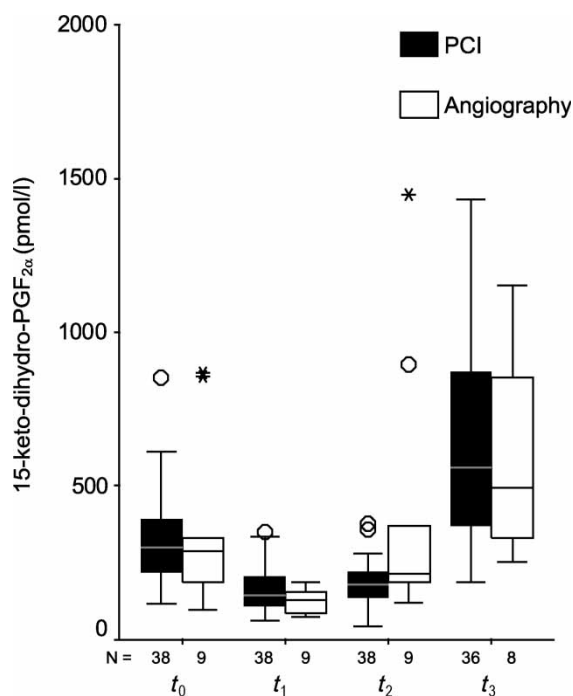 2000
PCI
Angiography
1500
1000
500
0
15-keto-dihydro-PGF2α (pmol/l)
N = 38 9 38 9 38 9 36 8
t0 t1 t2 t3